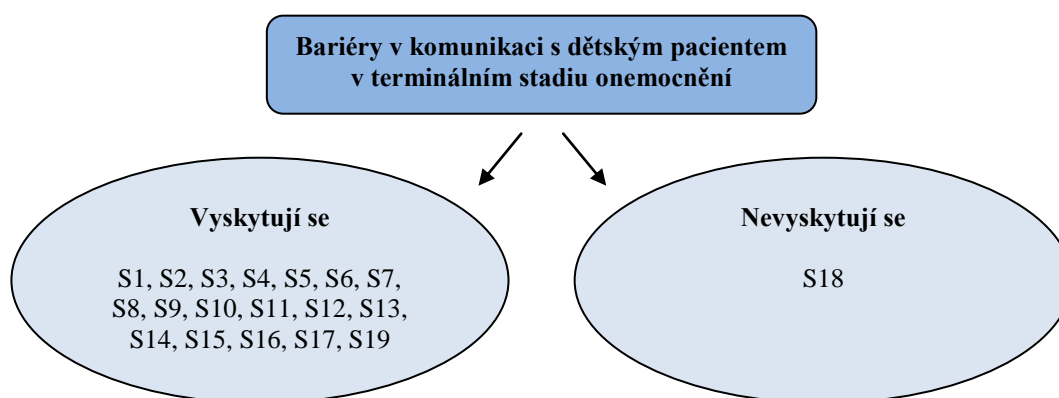 Bariéry v komunikaci s dětským pacientem
v terminálním stadiu onemocnění
Vyskytují se
S1, S2, S3, S4, S5, S6, S7,
S8, S9, S10, S11, S12, S13,
S14, S15, S16, S17, S19
Nevyskytují se
S18